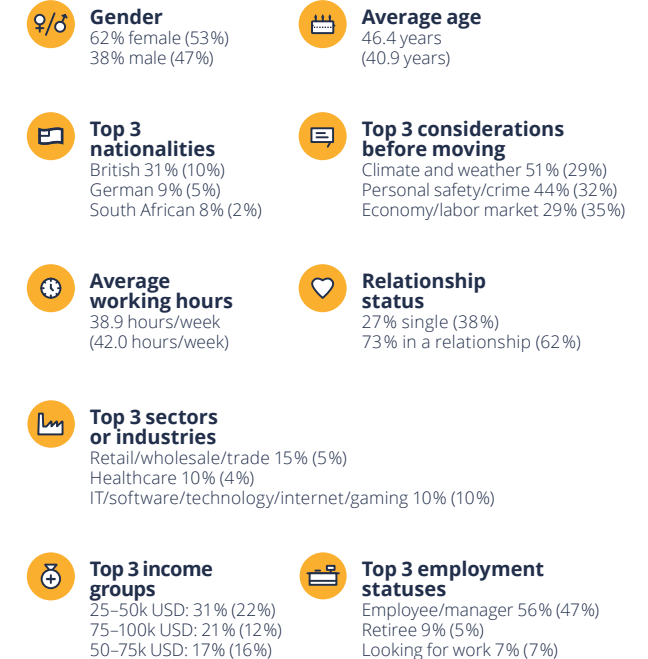 Gender
62% female (53%)
38% male (47%)
Average age
46.4 years
(40.9 years)
Top 3
nationalities
British 31% (10%)
German 9% (5%)
South African 8% (2%)
Top 3 considerations
before moving
Climate and weather 51% (29%)
Personal safety/crime 44% (32%)
Economy/labor market 29% (35%)
Average
working hours
38.9 hours/week
(42.0 hours/week)
Relationship
status
27% single (38%)
73% in a relationship (62%)
Top 3 sectors
or industries
Retail/wholesale/trade 15% (5%)
Healthcare 10% (4%)
IT/software/technology/internet/gaming 10% (10%)
Top 3 income
groups
25–50k USD: 31% (22%)
75–100k USD: 21% (12%)
50–75k USD: 17% (16%)
Top 3 employment
statuses
Employee/manager 56% (47%)
Retiree 9% (5%)
Looking for work 7% (7%)